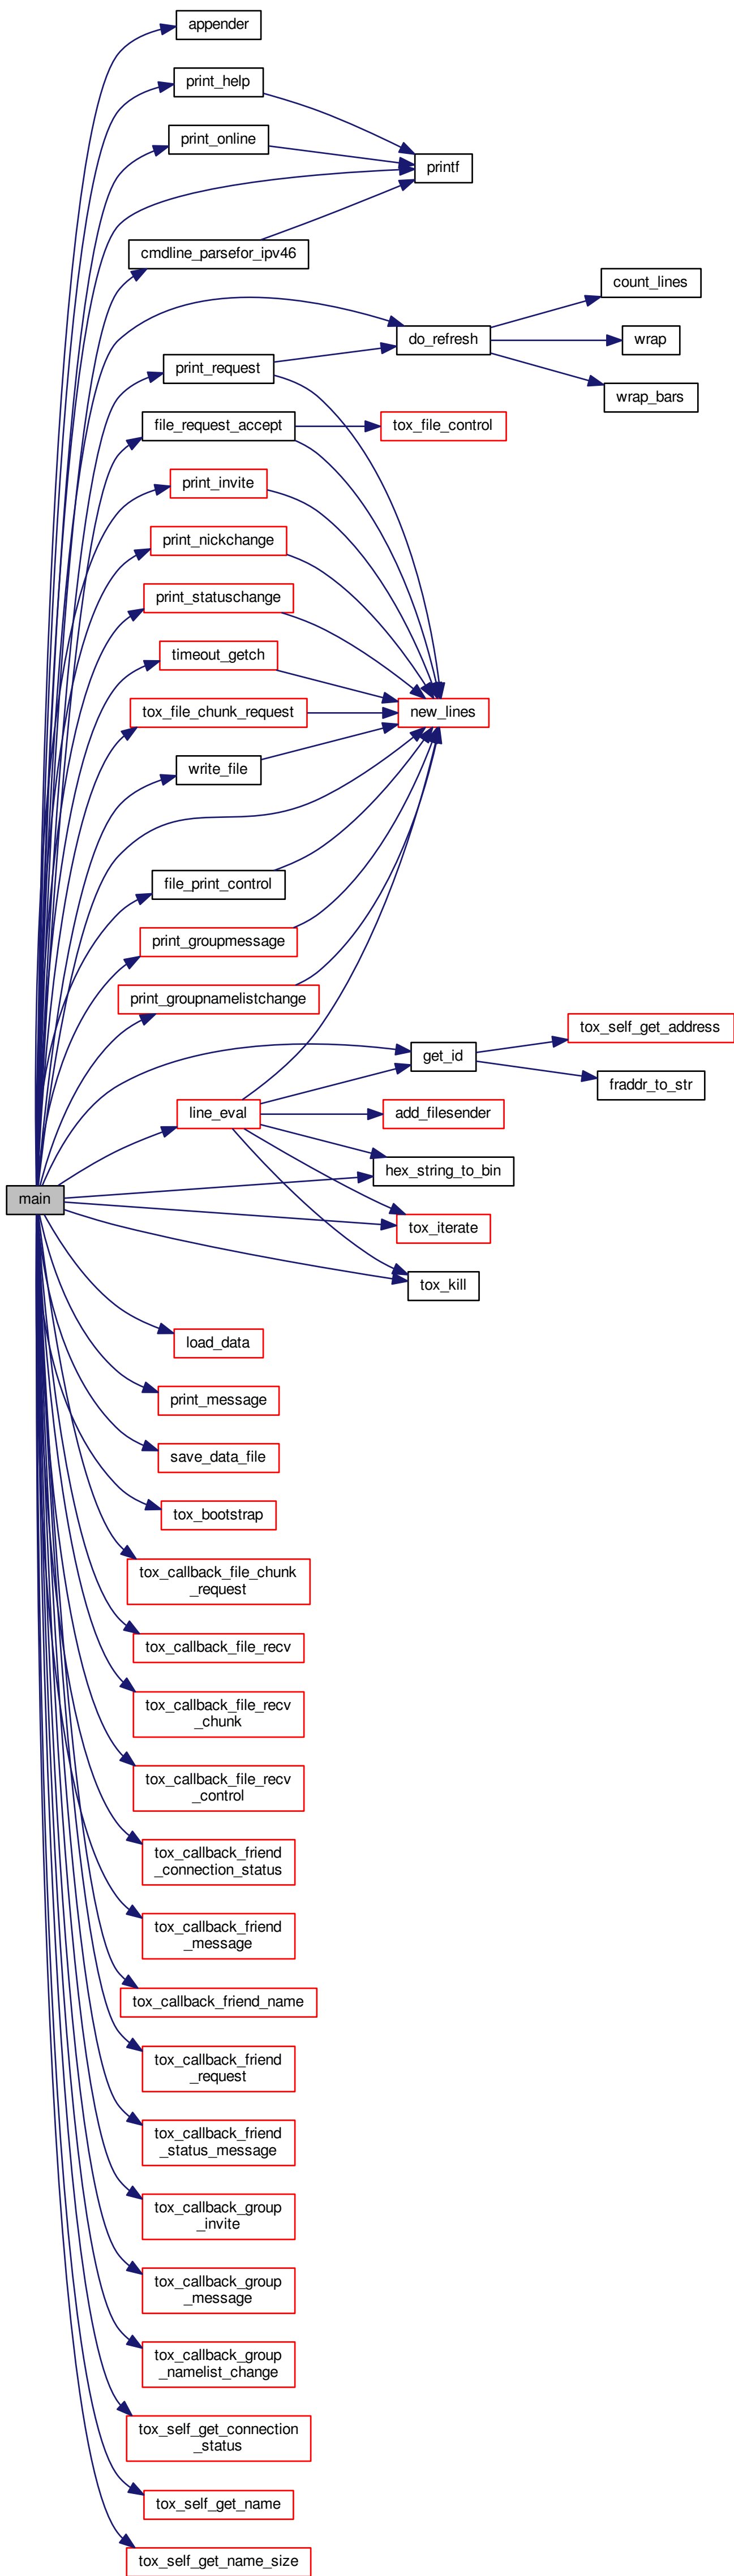 appender
print_help
print_online
printf
cmdline_parsefor_ipv46
count_lines
do_refresh
wrap
print_request
wrap_bars
file_request_accept
tox_file_control
print_invite
print_nickchange
print_statuschange
timeout_getch
tox_file_chunk_request
new_lines
write_file
file_print_control
print_groupmessage
print_groupnamelistchange
tox_self_get_address
get_id
fraddr_to_str
line_eval
add_filesender
hex_string_to_bin
main
tox_iterate
tox_kill
load_data
print_message
save_data_file
tox_bootstrap
tox_callback_file_chunk
_request
tox_callback_file_recv
tox_callback_file_recv
_chunk
tox_callback_file_recv
_control
tox_callback_friend
_connection_status
tox_callback_friend
_message
tox_callback_friend_name
tox_callback_friend
_request
tox_callback_friend
_status_message
tox_callback_group
_invite
tox_callback_group
_message
tox_callback_group
_namelist_change
tox_self_get_connection
_status
tox_self_get_name
tox_self_get_name_size